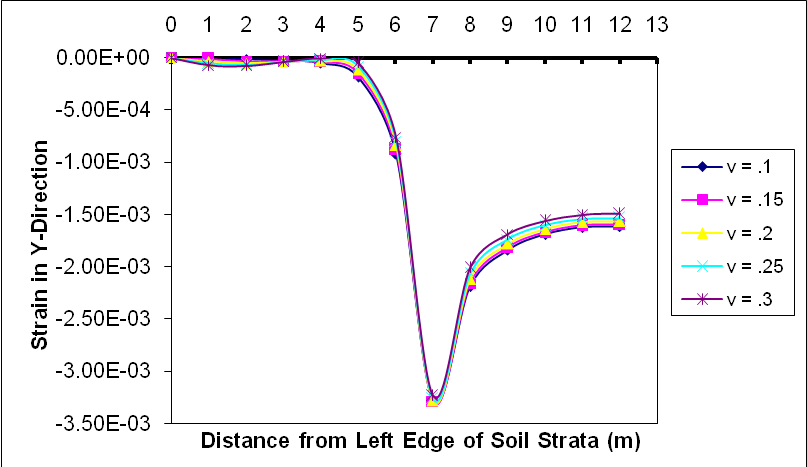 0 1 2 3 4 5 6 7 8 9 10 11 12 13
0.00E+00
-5.00E-04
-1.00E-03
-1.50E-03
-2.00E-03
-2.50E-03
-3.00E-03
-3.50E-03
Strain in Y-Direction
Distance from Left Edge of Soil Strata (m)
v = .1
v = .15
v = .2
v = .25
v = .3